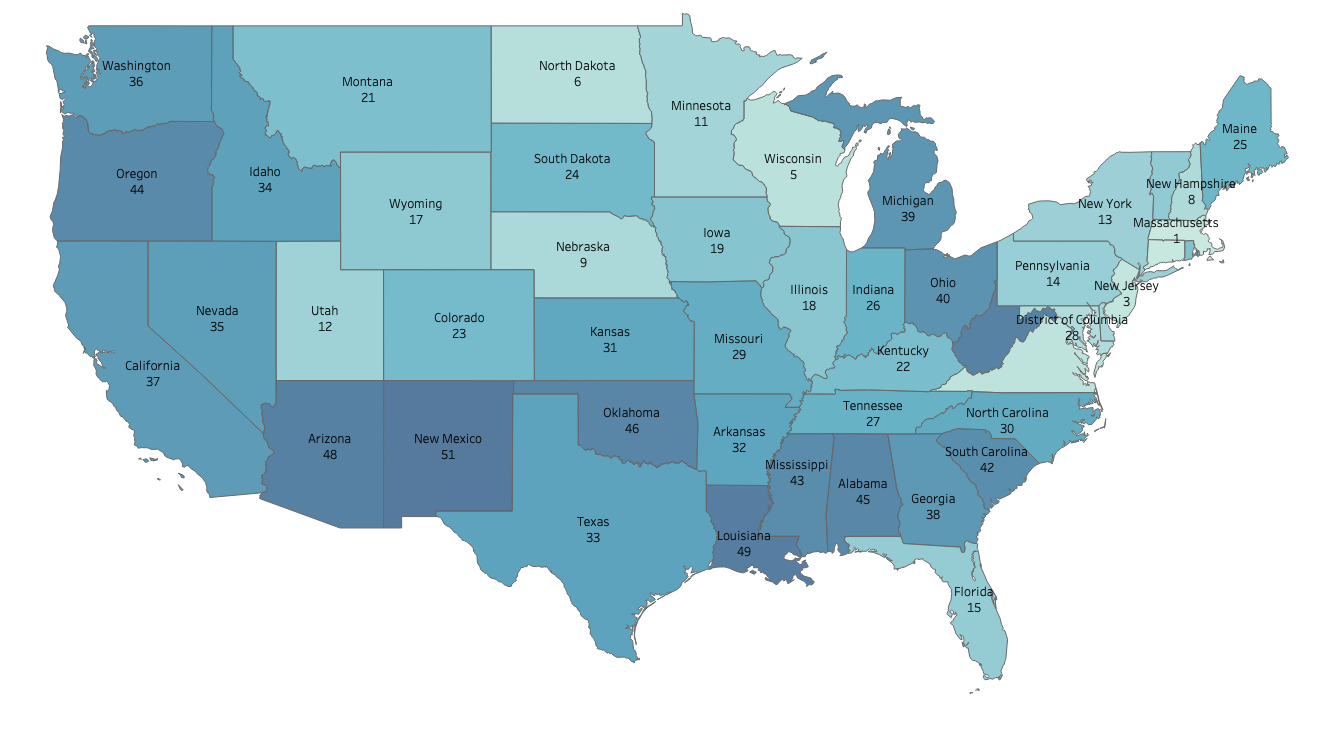 Washington
36
Montana
21
North Dakota
6
Minnesota
11
Maine
25
Oregon
44
Idaho
34
South Dakota
24
Wisconsin
5
Wyoming
17
Michigan
39
New York
13
New Hampshire
8
Massachusetts
1
Iowa
19
Nebraska
9
Pennsylvania
14
New Jersey
3
Nevada
35
Utah
12
Colorado
23
Illinois
18
Indiana
26
Ohio
40
District of Columbia
28
Kansas
31
Missouri
29
Kentucky
22
California
37
Tennessee
27
North Carolina
30
Arizona
48
New Mexico
51
Oklahoma
46
Arkansas
32
South Carolina
42
Mississippi
43
Alabama
45
Georgia
38
Texas
33
Louisiana
49
Florida
15